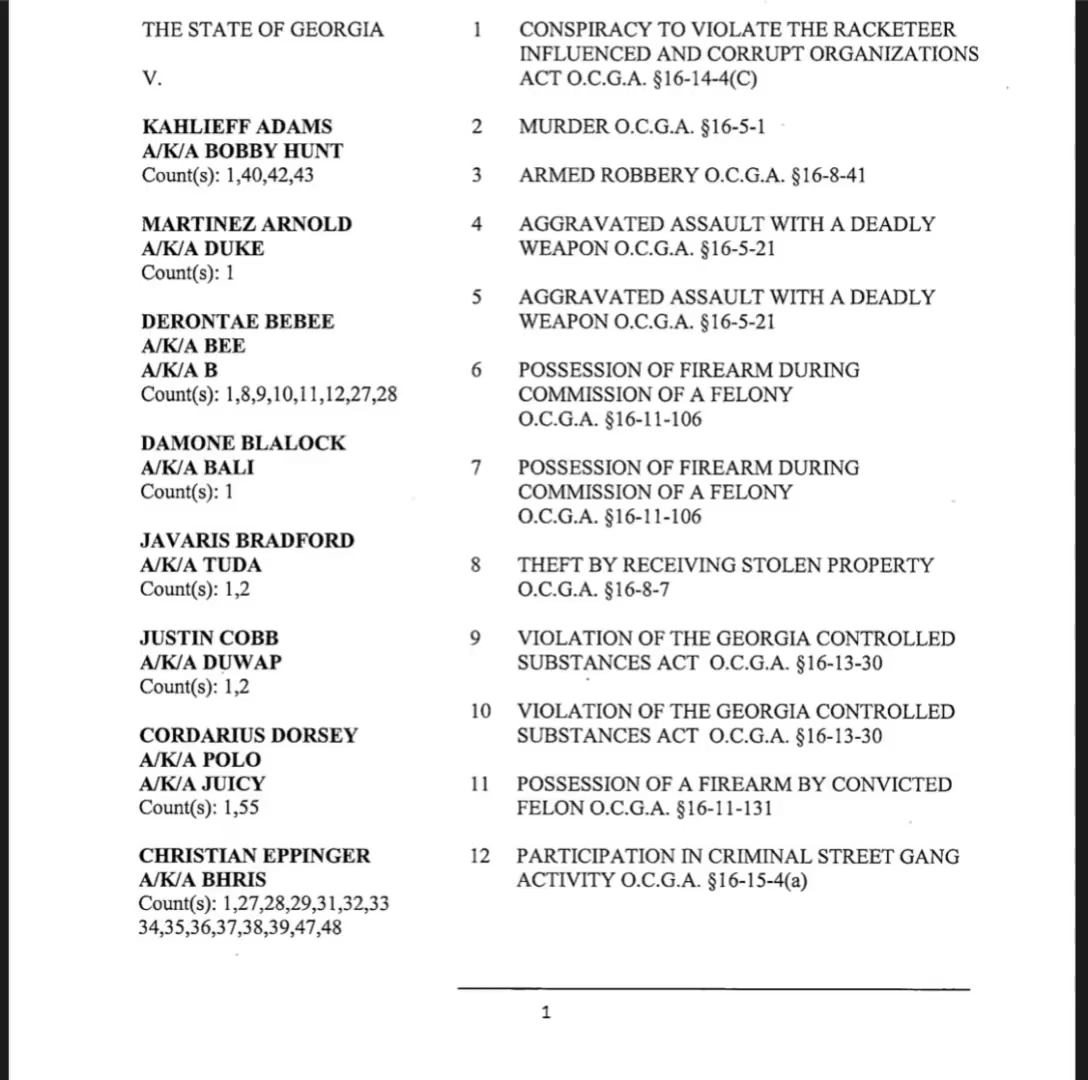 THE STATE OF GEORGIA
V.
KAHLIEFF ADAMS
A/K/A BOBBY HUNT
Count(s): 1,40,42,43
MARTINEZ ARNOLD
A/K/A DUKE
Count(s): 1
DERONTAE BEBEE
A/K/A BEE
A/K/A B
Count(s): 1,8,9,10,11,12,27,28
DAMONE BLALOCK
A/K/A BALI
Count(s): 1
JAVARIS BRADFORD
A/K/A TUDA
Count(s): 1,2
JUSTIN COBB
A/K/A DUWAP
Count(s): 1,2
CORDARIUS DORSEY
A/K/A POLO
A/K/A JUICY
Count(s): 1,55
CHRISTIAN EPPINGER
A/K/A BHRIS
Count(s): 1,27,28,29,31,32,33
34,35,36,37,38,39,47,48
1 CONSPIRACY TO VIOLATE THE RACKETEER
INFLUENCED AND CORRUPT ORGANIZATIONS
ACT O.C.G.A. §16-14-4(C)
2 MURDER O.C.G.A. §16-5-1
3 ARMED ROBBERY O.C.G.A. §16-8-41
4 AGGRAVATED ASSAULT WITH A DEADLY
WEAPON O.C.G.A. §16-5-21
5 AGGRAVATED ASSAULT WITH A DEADLY
WEAPON O.C.G.A. §16-5-21
6 POSSESSION OF FIREARM DURING
COMMISSION OF A FELONY
O.C.G.A. §16-11-106
7 POSSESSION OF FIREARM DURING
COMMISSION OF A FELONY
O.C.G.A. §16-11-106
8 THEFT BY RECEIVING STOLEN PROPERTY
O.C.G.A. §16-8-7
9 VIOLATION OF THE GEORGIA CONTROLLED
SUBSTANCES ACT O.C.G.A. §16-13-30
10 VIOLATION OF THE GEORGIA CONTROLLED
SUBSTANCES ACT O.C.G.A. §16-13-30
11 POSSESSION OF A FIREARM BY CONVICTED
FELON O.C.G.A. §16-11-131
12 PARTICIPATION IN CRIMINAL STREET GANG
ACTIVITY O.C.G.A. §16-15-4(a)
1